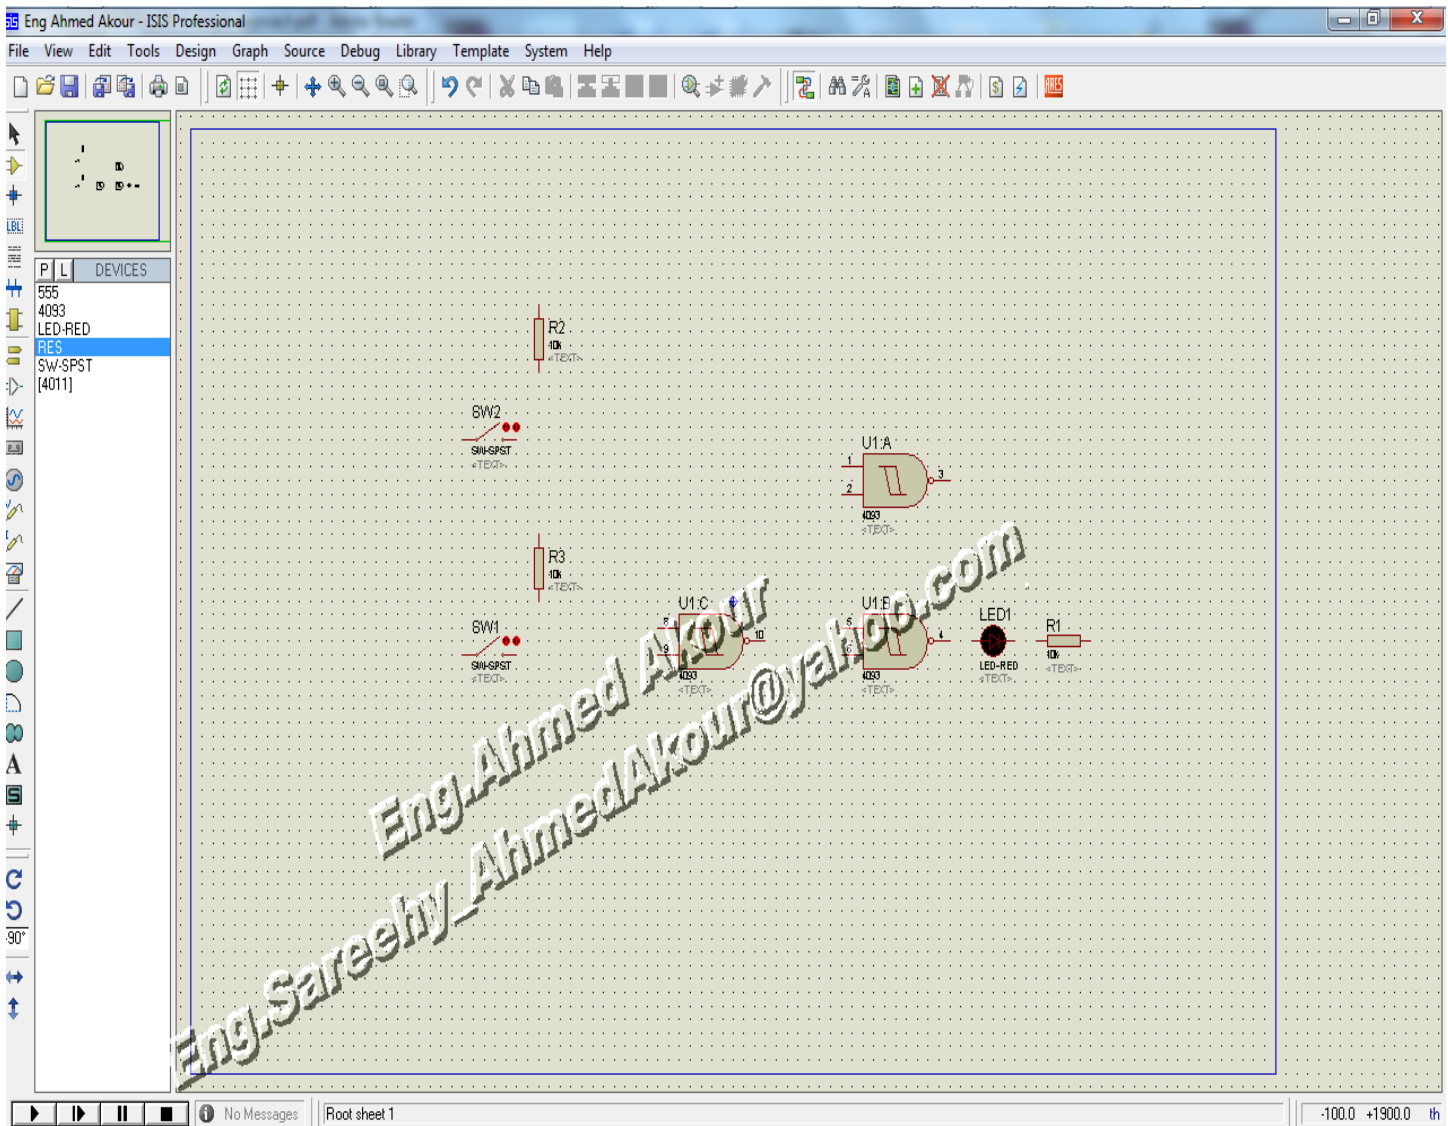 Eng Ahmed Akour - ISIS Professional
File View Edit Tools Design Graph Source Debug Library Template System Help
P L DEVICES
555
4093
LED-RED
RES
SW-SPST
[4011]
LBL
A
S
90°
ARES
R2
10k
<TEXT>
SW2
SW-SPST
<TEXT>
U1:A
1
2
3
4093
<TEXT>
R3
10k
<TEXT>
SW1
SW-SPST
<TEXT>
U1:C
8
9
10
4093
<TEXT>
U1:B
5
6
4
4093
<TEXT>
LED1
LED-RED
<TEXT>
R1
10k
<TEXT>
Eng.Ahmed Akour
Eng.Sareehy_AhmedAkour@yahoo.com
No Messages
Root sheet 1
-100.0 +1900.0 th